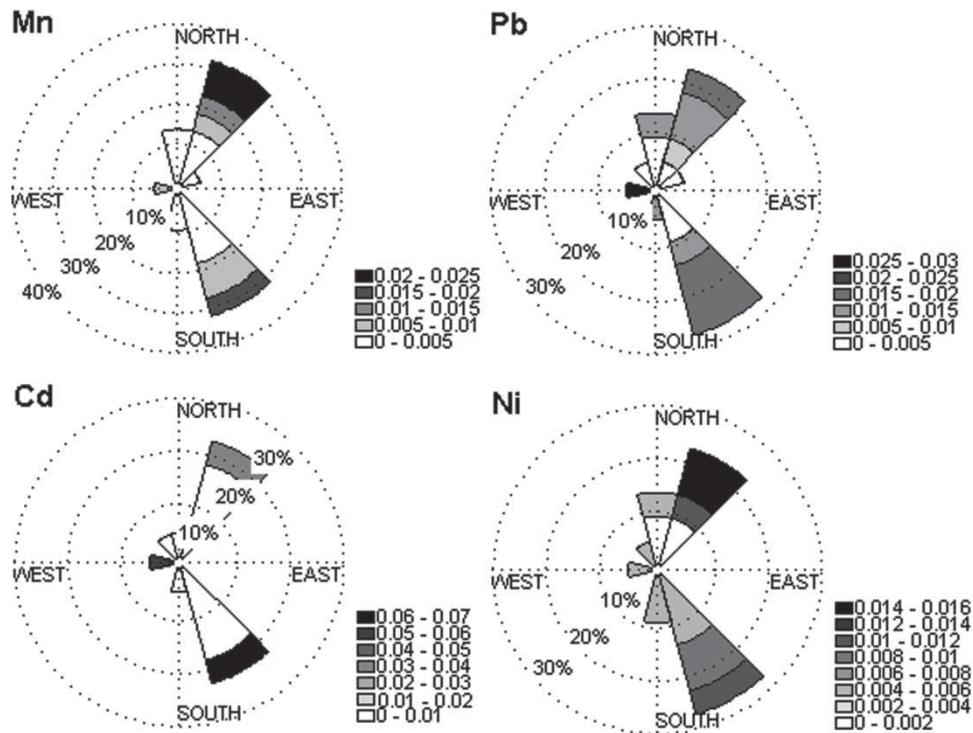 Mn
NORTH
WEST
EAST
SOUTH
10%
20%
30%
40%
0.02 - 0.025
0.015 - 0.02
0.01 - 0.015
0.005 - 0.01
0 - 0.005
Pb
NORTH
WEST
EAST
SOUTH
10%
20%
30%
0.025 - 0.03
0.02 - 0.025
0.015 - 0.02
0.01 - 0.015
0.005 - 0.01
0 - 0.005
Cd
NORTH
WEST
EAST
SOUTH
30%
20%
10%
0.06 - 0.07
0.05 - 0.06
0.04 - 0.05
0.03 - 0.04
0.02 - 0.03
0.01 - 0.02
0 - 0.01
Ni
NORTH
WEST
EAST
SOUTH
10%
20%
30%
0.014 - 0.016
0.012 - 0.014
0.01 - 0.012
0.008 - 0.01
0.006 - 0.008
0.004 - 0.006
0.002 - 0.004
0 - 0.002